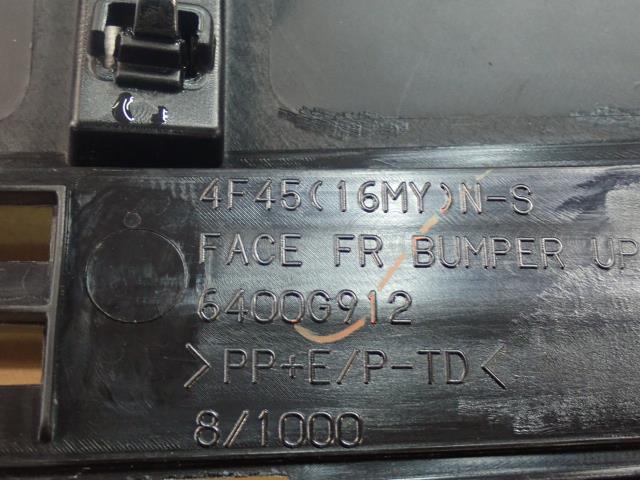 4F45(16MY)N-S
FACE FR BUMPER UP
6400G912
>PP+E/P-TD<
8/1000